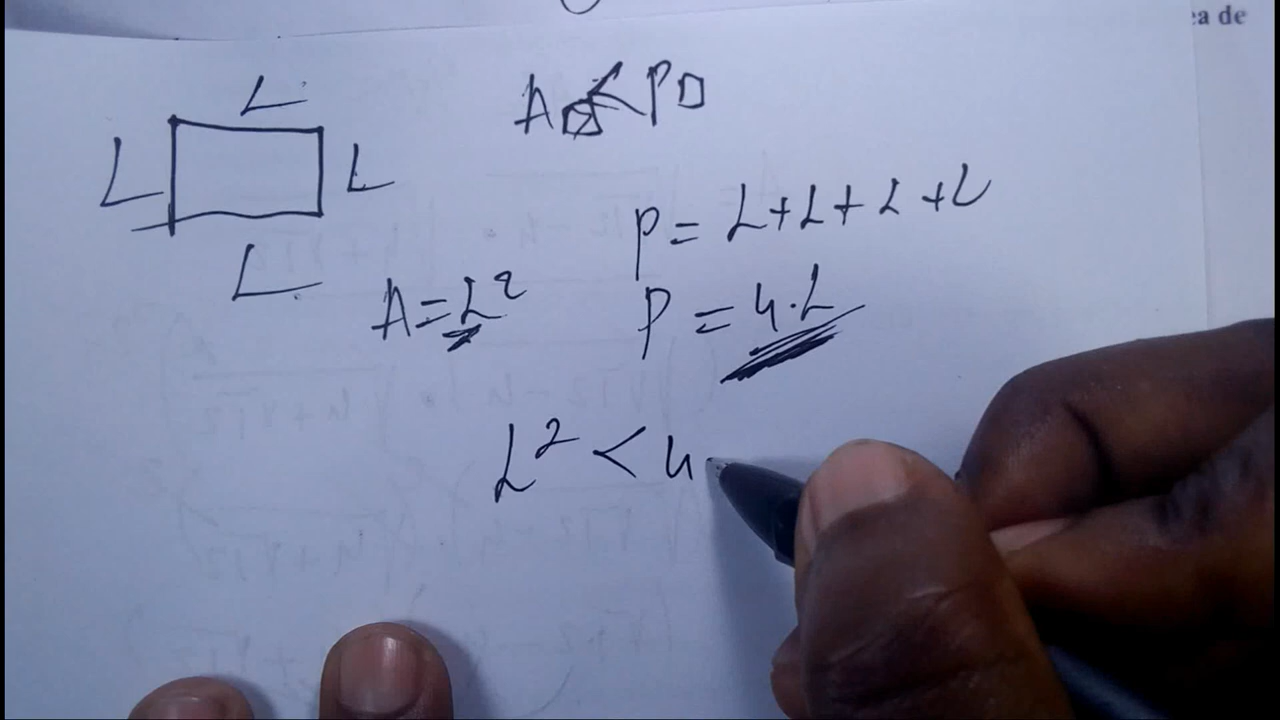 ea de
L
A□<P□
L
L
P=L+L+L+L
L
A=L²
P=4.L
L²<4